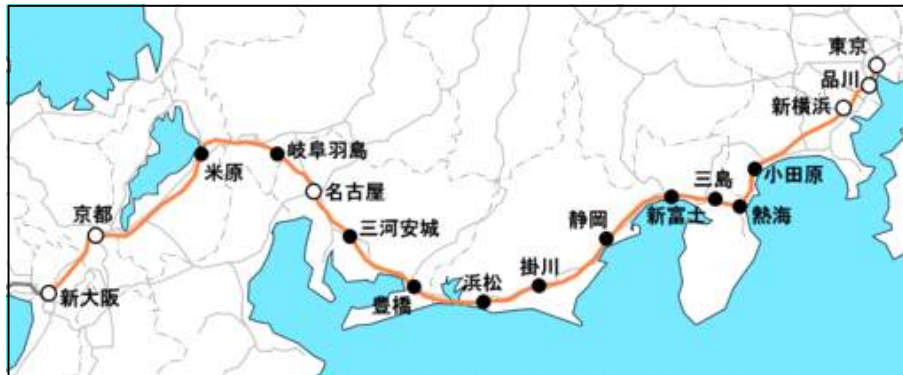 東京
品川
新横浜
小田原
熱海
三島
新富士
静岡
掛川
浜松
豊橋
三河安城
名古屋
岐阜羽島
米原
京都
新大阪